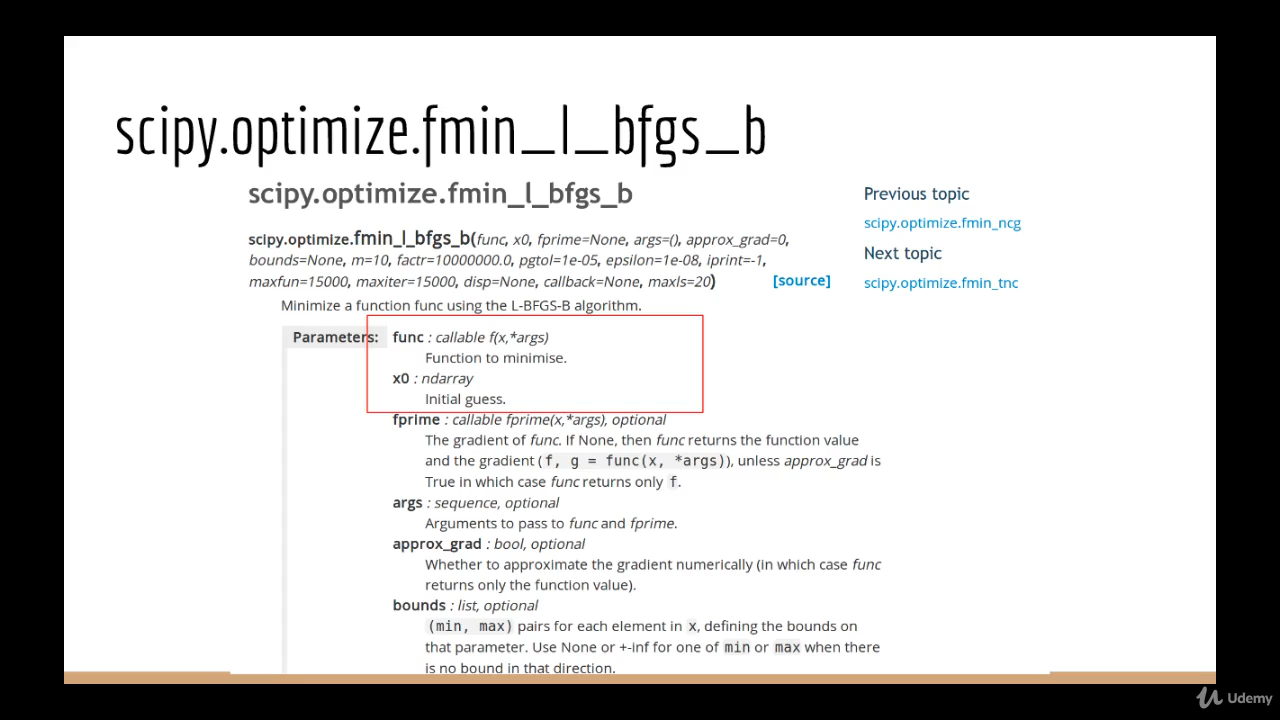 scipy.optimize.fmin_l_bfgs_b
scipy.optimize.fmin_l_bfgs_b
scipy.optimize.fmin_l_bfgs_b(func, x0, fprime=None, args=(), approx_grad=0,
bounds=None, m=10, factr=10000000.0, pgtol=1e-05, epsilon=1e-08, iprint=-1,
maxfun=15000, maxiter=15000, disp=None, callback=None, maxls=20) [source]
Minimize a function func using the L-BFGS-B algorithm.
Parameters: func : callable f(x,*args)
Function to minimise.
x0 : ndarray
Initial guess.
fprime : callable fprime(x,*args), optional
The gradient of func. If None, then func returns the function value
and the gradient (f, g = func(x, *args)), unless approx_grad is
True in which case func returns only f.
args : sequence, optional
Arguments to pass to func and fprime.
approx_grad : bool, optional
Whether to approximate the gradient numerically (in which case func
returns only the function value).
bounds : list, optional
(min, max) pairs for each element in x, defining the bounds on
that parameter. Use None or +-inf for one of min or max when there
is no bound in that direction.
Previous topic
scipy.optimize.fmin_ncg
Next topic
scipy.optimize.fmin_tnc
Udemy